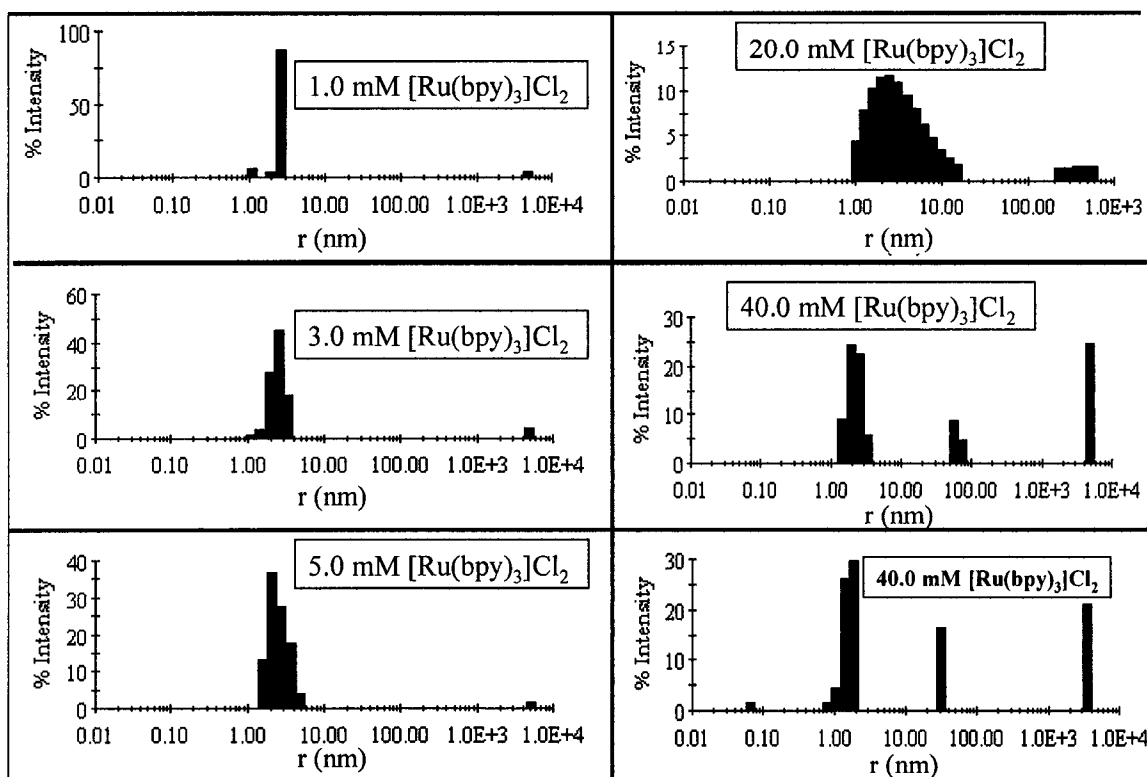 % Intensity
100
50
0
1.0 mM [Ru(bpy)₃]Cl₂
0.01 0.10 1.00 10.00 100.00 1.0E+3 1.0E+4
r (nm)
% Intensity
15
10
5
0
20.0 mM [Ru(bpy)₃]Cl₂
0.01 0.10 1.00 10.00 100.00 1.0E+3
r (nm)
% Intensity
60
40
20
0
3.0 mM [Ru(bpy)₃]Cl₂
0.01 0.10 1.00 10.00 100.00 1.0E+3 1.0E+4
r (nm)
% Intensity
30
20
10
0
40.0 mM [Ru(bpy)₃]Cl₂
0.01 0.10 1.00 10.00 100.00 1.0E+3 1.0E+4
r (nm)
% Intensity
40
30
20
10
0
5.0 mM [Ru(bpy)₃]Cl₂
0.01 0.10 1.00 10.00 100.00 1.0E+3 1.0E+4
r (nm)
% Intensity
30
20
10
0
40.0 mM [Ru(bpy)₃]Cl₂
0.01 0.10 1.00 10.00 100.00 1.0E+3 1.0E+4
r (nm)